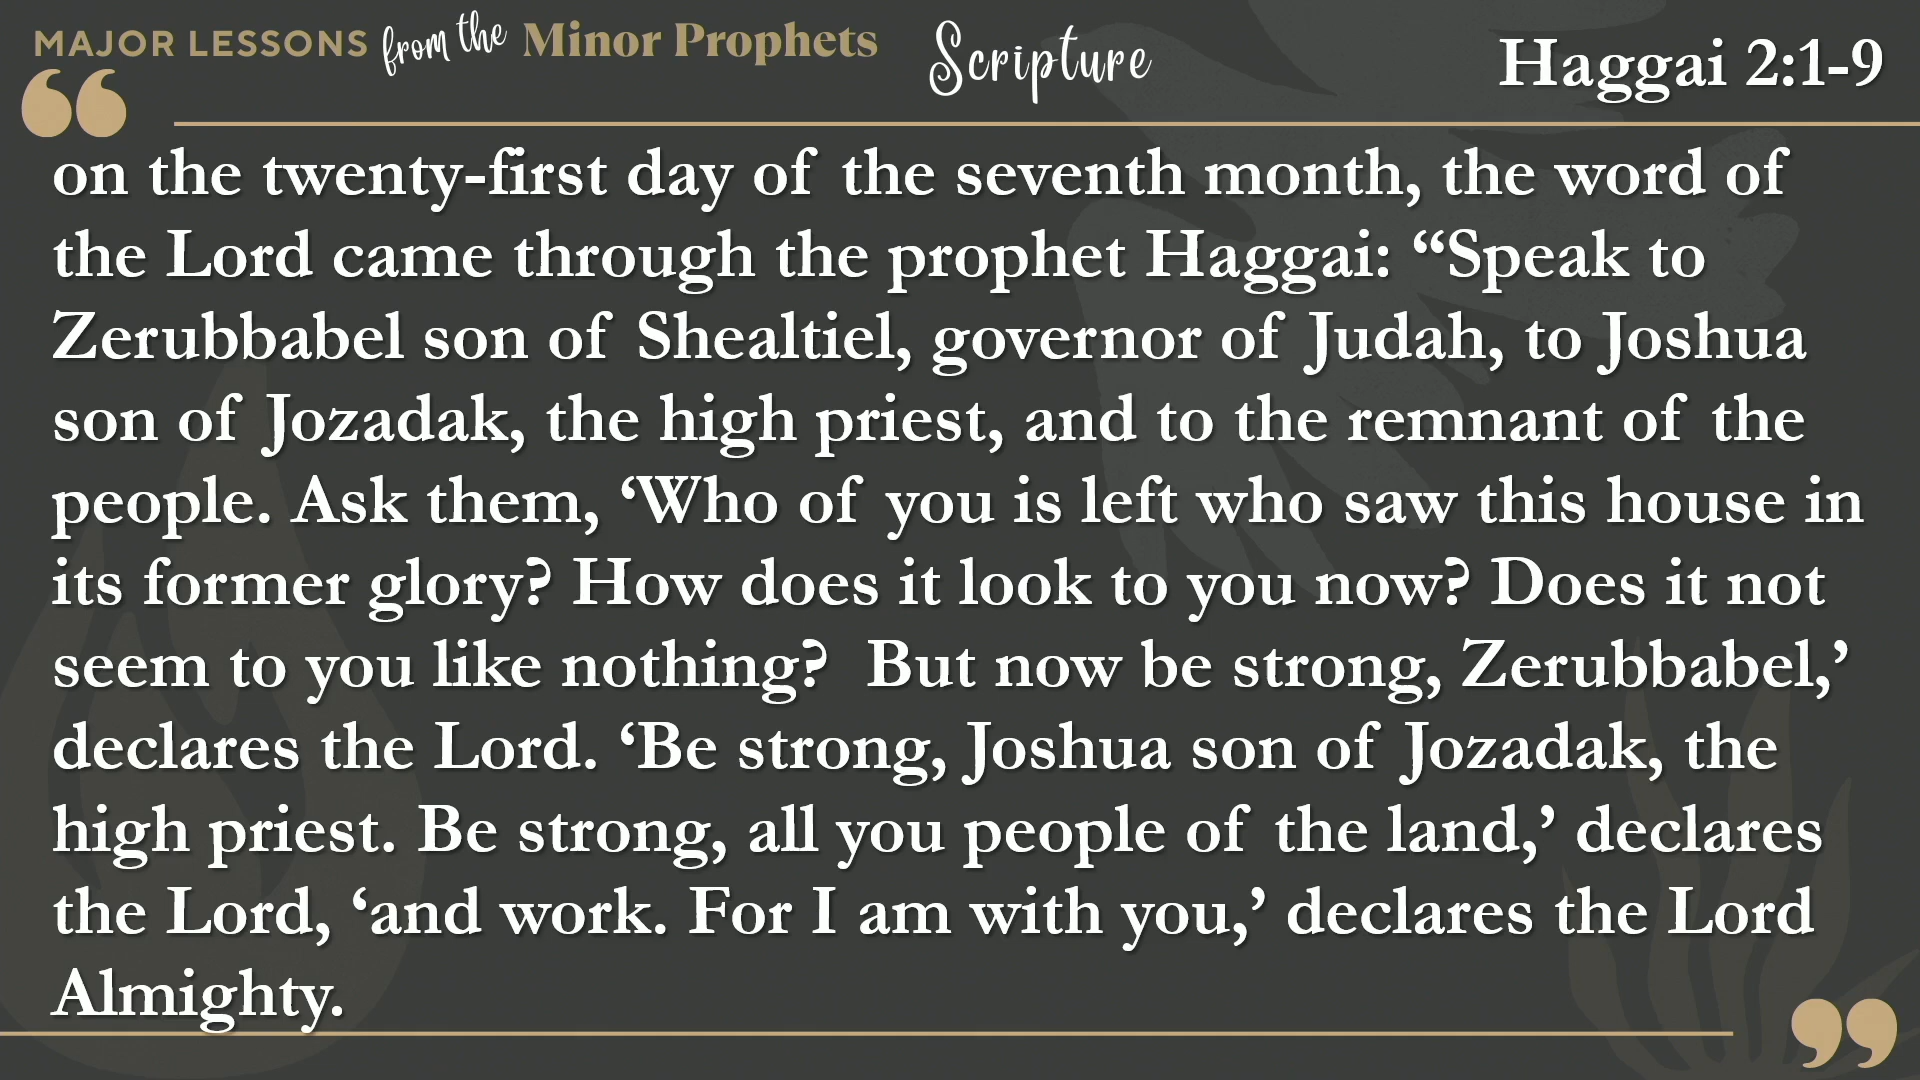 MAJOR LESSONS from the Minor Prophets Scripture Haggai 2:1-9
on the twenty-first day of the seventh month, the word of
the Lord came through the prophet Haggai: “Speak to
Zerubbabel son of Shealtiel, governor of Judah, to Joshua
son of Jozadak, the high priest, and to the remnant of the
people. Ask them, ‘Who of you is left who saw this house in
its former glory? How does it look to you now? Does it not
seem to you like nothing? But now be strong, Zerubbabel,’
declares the Lord. ‘Be strong, Joshua son of Jozadak, the
high priest. Be strong, all you people of the land,’ declares
the Lord, ‘and work. For I am with you,’ declares the Lord
Almighty.